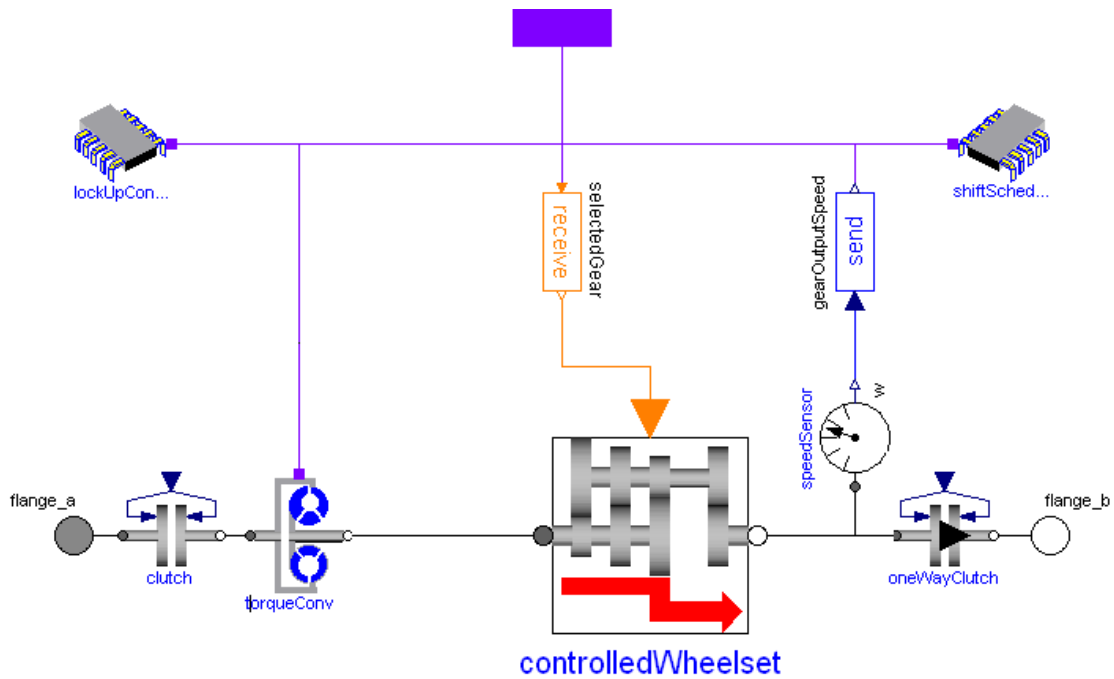 lockUpCon...
shiftSched...
receive
selectedGear
gearOutputSpeed
send
speedSensor
w
flange_a
flange_b
clutch
torqueConv
oneWayClutch
controlledWheelset